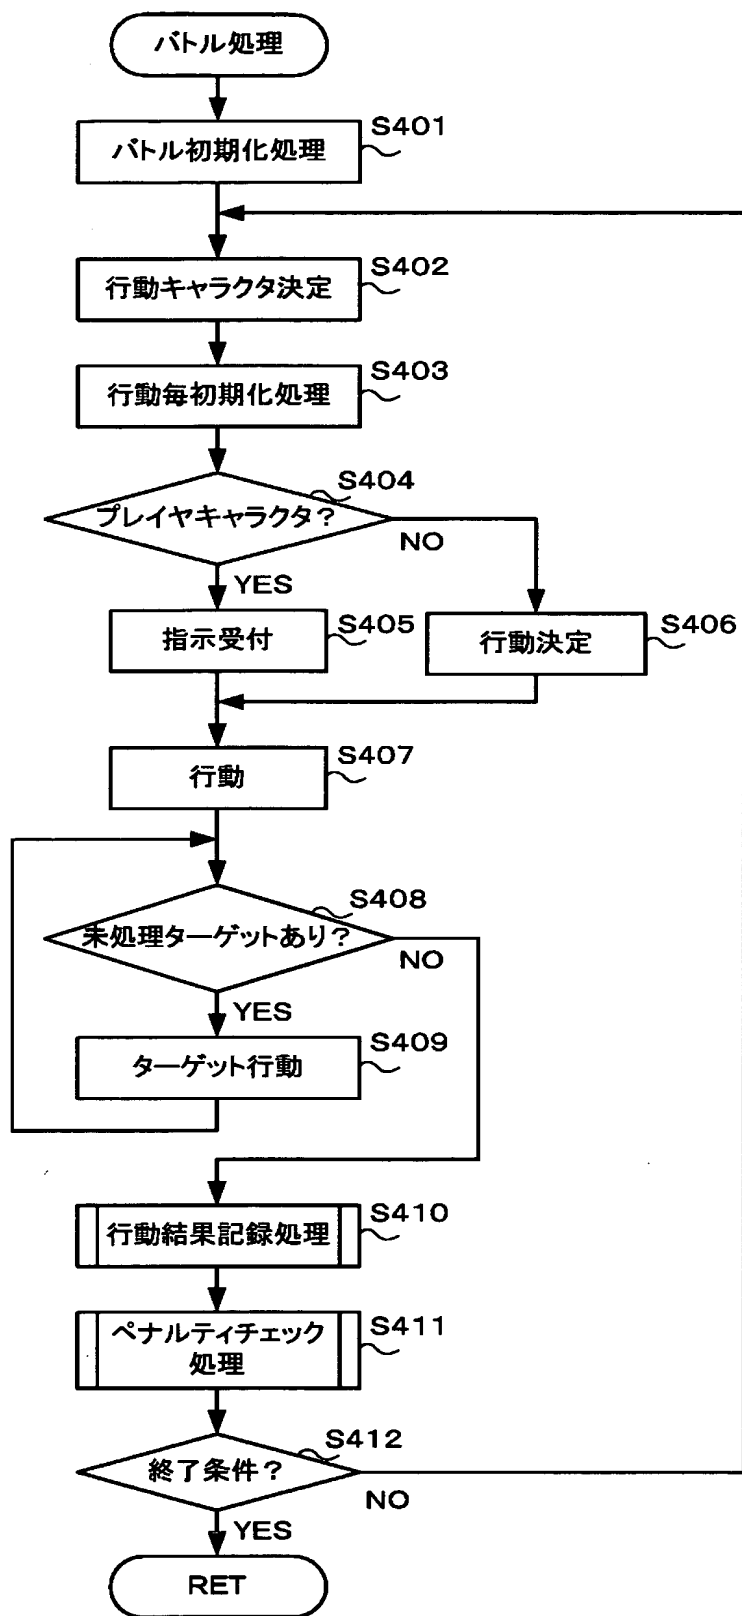 バトル処理
S401
バトル初期化処理
S402
行動キャラクタ決定
S403
行動毎初期化処理
S404
プレイヤキャラクタ？
NO
YES
指示受付
S405
行動決定
S406
行動
S407
S408
未処理ターゲットあり？
NO
YES
ターゲット行動
S409
行動結果記録処理
S410
ペナルティチェック
処理
S411
S412
終了条件？
NO
YES
RET